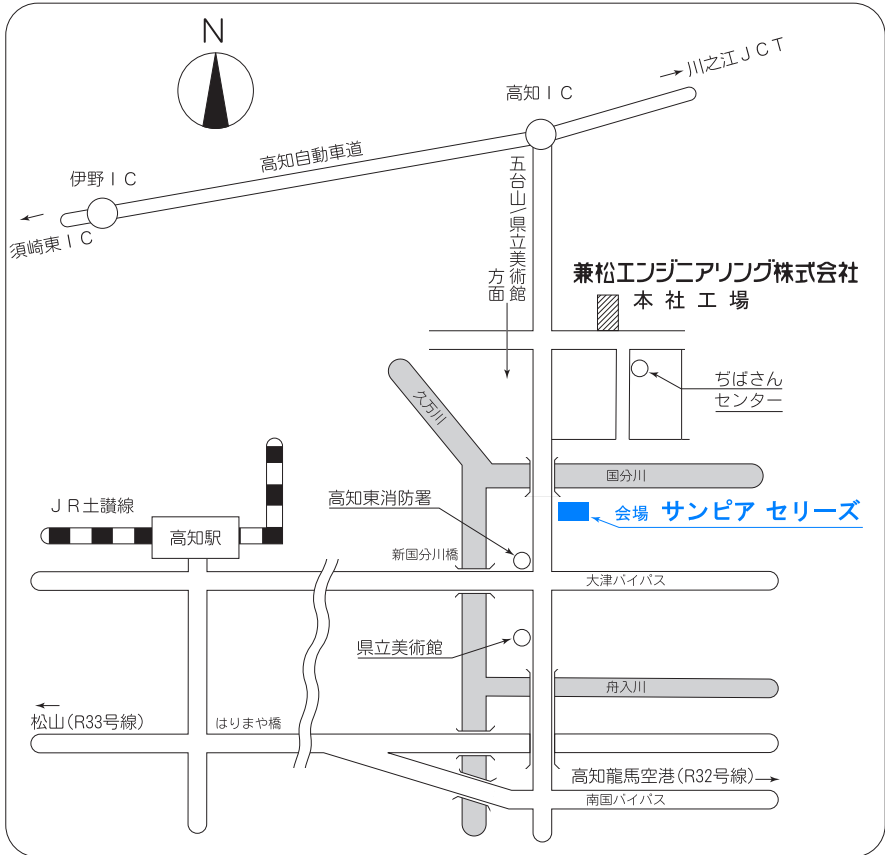 N
川之江JCT
高知IC
高知自動車道
伊野IC
須崎東IC
五台山/県立美術館
方面
兼松エンジニアリング株式会社
本社工場
ぢばさん
センター
久万川
国分川
会場 サンピア セリーズ
高知東消防署
JR土讃線
高知駅
新国分川橋
大津バイパス
県立美術館
舟入川
松山(R33号線)
はりまや橋
高知龍馬空港(R32号線)
南国バイパス